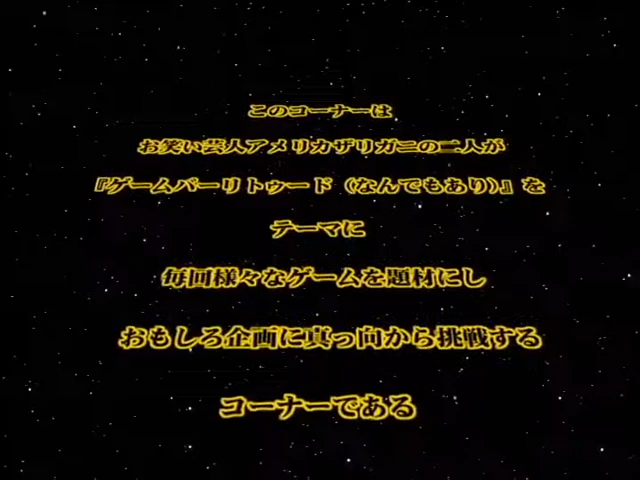 このコーナーは
お笑い芸人アメリカザリガニの二人が
『ゲームバーリトゥード（なんでもあり）』を
テーマに
毎回様々なゲームを題材にし
おもしろ企画に真っ向から挑戦する
コーナーである